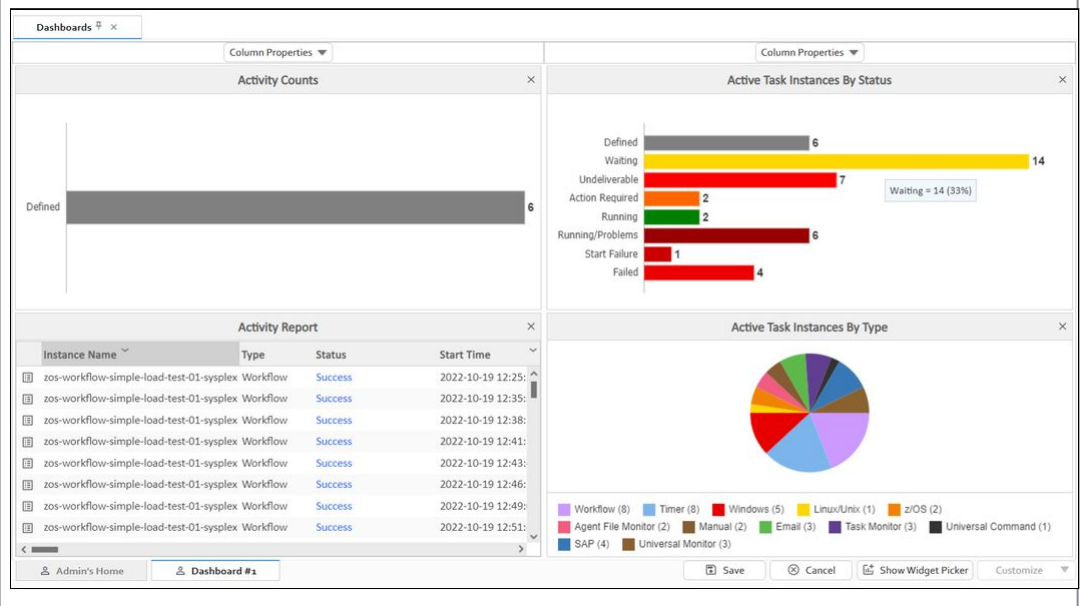 Dashboards
Column Properties
Column Properties
Activity Counts
Defined
6
Active Task Instances By Status
Defined 6
Waiting 14
Undeliverable 7
Waiting = 14 (33%)
Action Required 2
Running 2
Running/Problems 6
Start Failure 1
Failed 4
Activity Report
Instance Name Type Status Start Time
zos-workflow-simple-load-test-01-sysplex Workflow Success 2022-10-19 12:25:
zos-workflow-simple-load-test-01-sysplex Workflow Success 2022-10-19 12:35:
zos-workflow-simple-load-test-01-sysplex Workflow Success 2022-10-19 12:38:
zos-workflow-simple-load-test-01-sysplex Workflow Success 2022-10-19 12:41:
zos-workflow-simple-load-test-01-sysplex Workflow Success 2022-10-19 12:43:
zos-workflow-simple-load-test-01-sysplex Workflow Success 2022-10-19 12:46:
zos-workflow-simple-load-test-01-sysplex Workflow Success 2022-10-19 12:49:
zos-workflow-simple-load-test-01-sysplex Workflow Success 2022-10-19 12:51:
Active Task Instances By Type
Workflow (8) Timer (8) Windows (5) Linux/Unix (1) z/OS (2)
Agent File Monitor (2) Manual (2) Email (3) Task Monitor (3) Universal Command (1)
SAP (4) Universal Monitor (3)
Admin's Home Dashboard #1
Save Cancel Show Widget Picker Customize